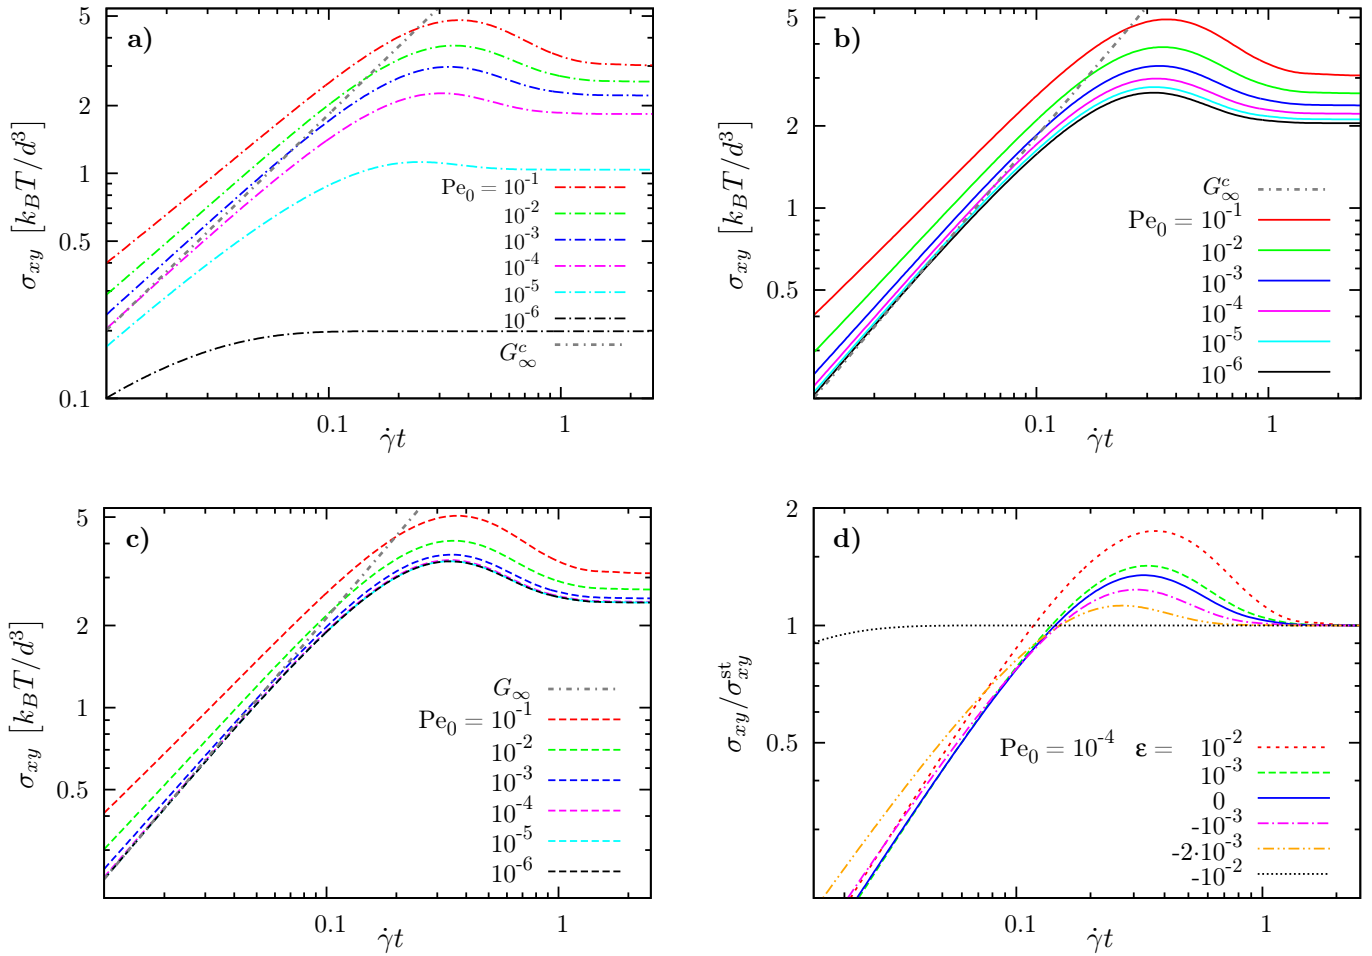 a)
σxy [kBT/d³]
5
2
1
0.5
0.1
Pe₀ = 10⁻¹
10⁻²
10⁻³
10⁻⁴
10⁻⁵
10⁻⁶
G∞ᶜ
0.1 1
γ̇t
b)
σxy [kBT/d³]
5
2
1
0.5
G∞ᶜ
Pe₀ = 10⁻¹
10⁻²
10⁻³
10⁻⁴
10⁻⁵
10⁻⁶
0.1 1
γ̇t
c)
σxy [kBT/d³]
5
2
1
0.5
G∞
Pe₀ = 10⁻¹
10⁻²
10⁻³
10⁻⁴
10⁻⁵
10⁻⁶
0.1 1
γ̇t
d)
σxy/σxyˢᵗ
2
1
0.5
Pe₀ = 10⁻⁴ ε = 10⁻²
10⁻³
0
-10⁻³
-2·10⁻³
-10⁻²
0.1 1
γ̇t